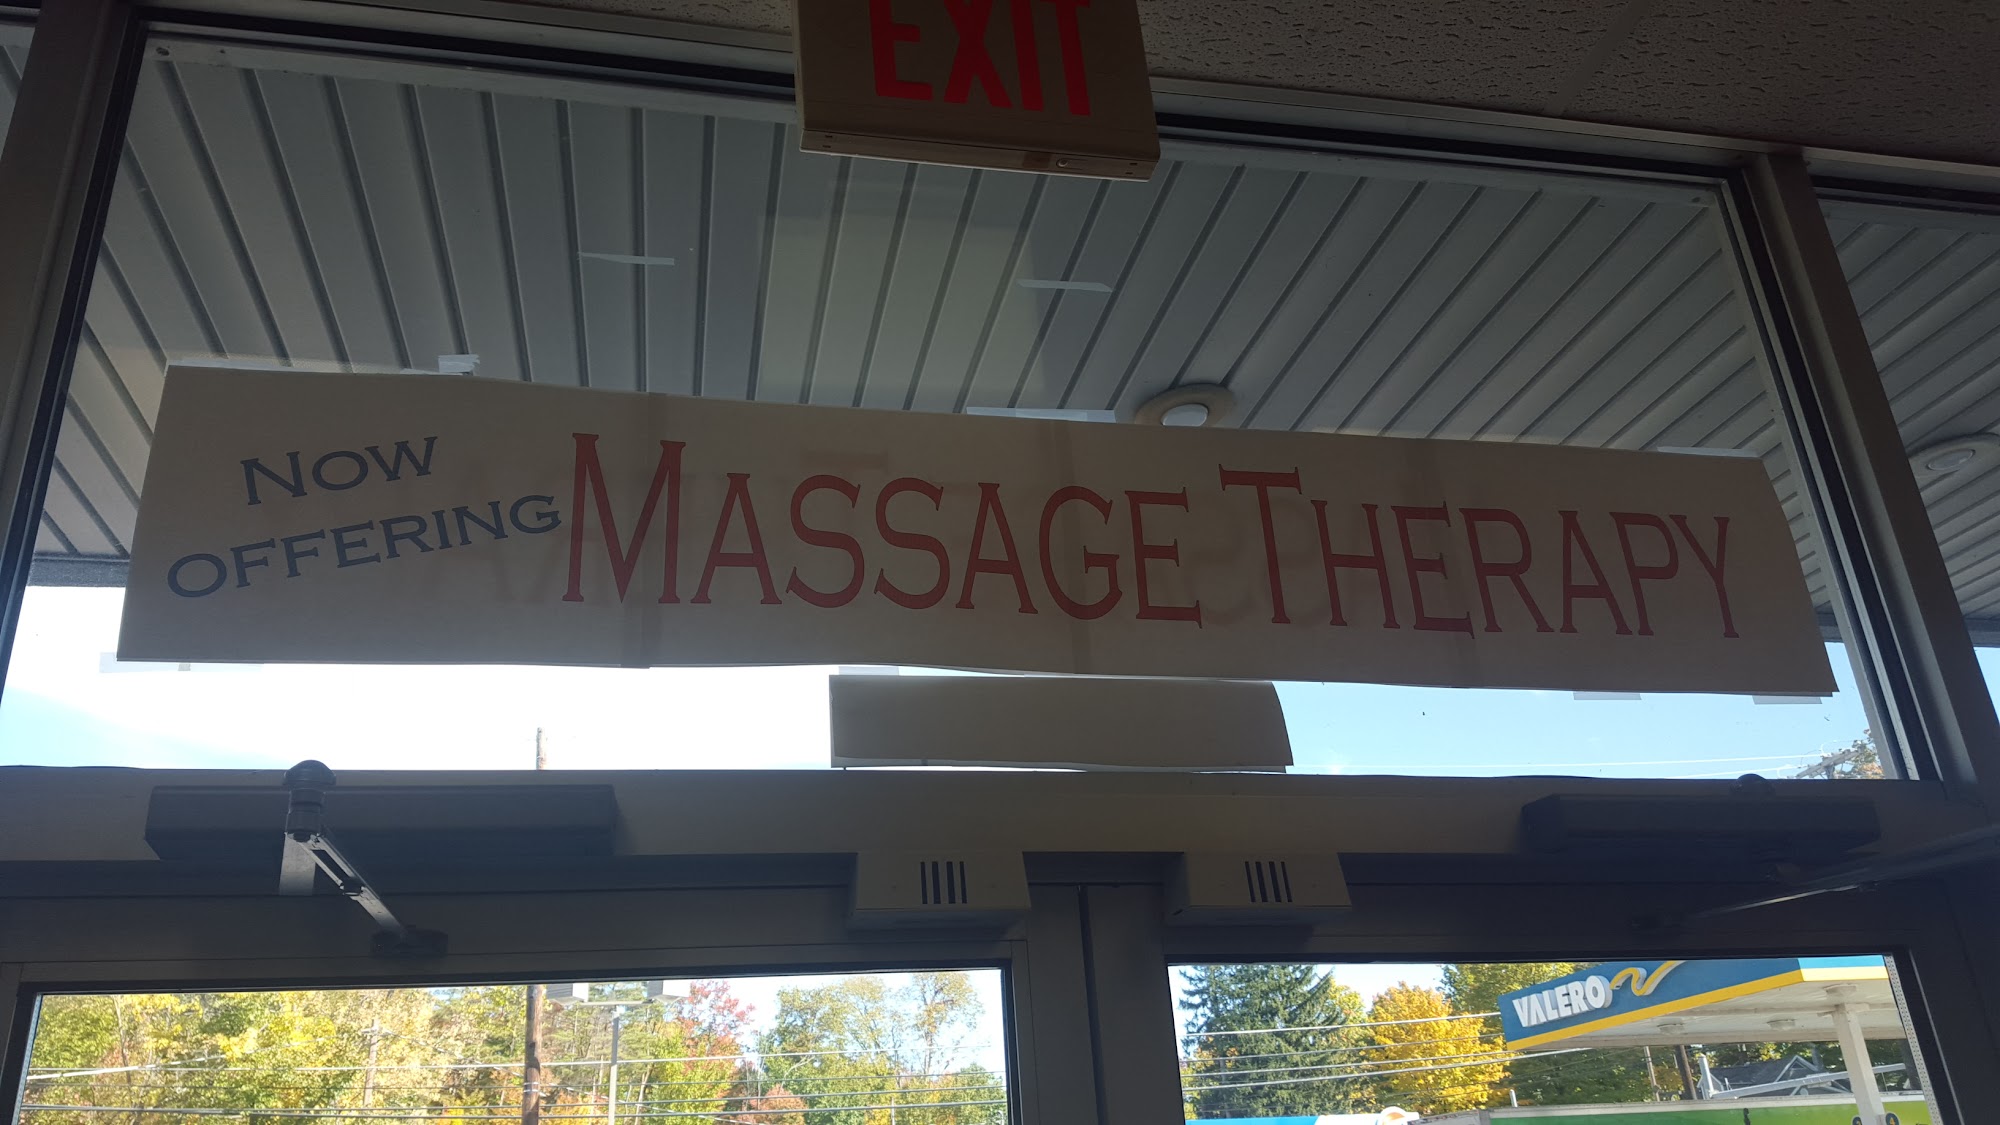 EXIT
NOW
OFFERING
MASSAGE THERAPY
VALERO